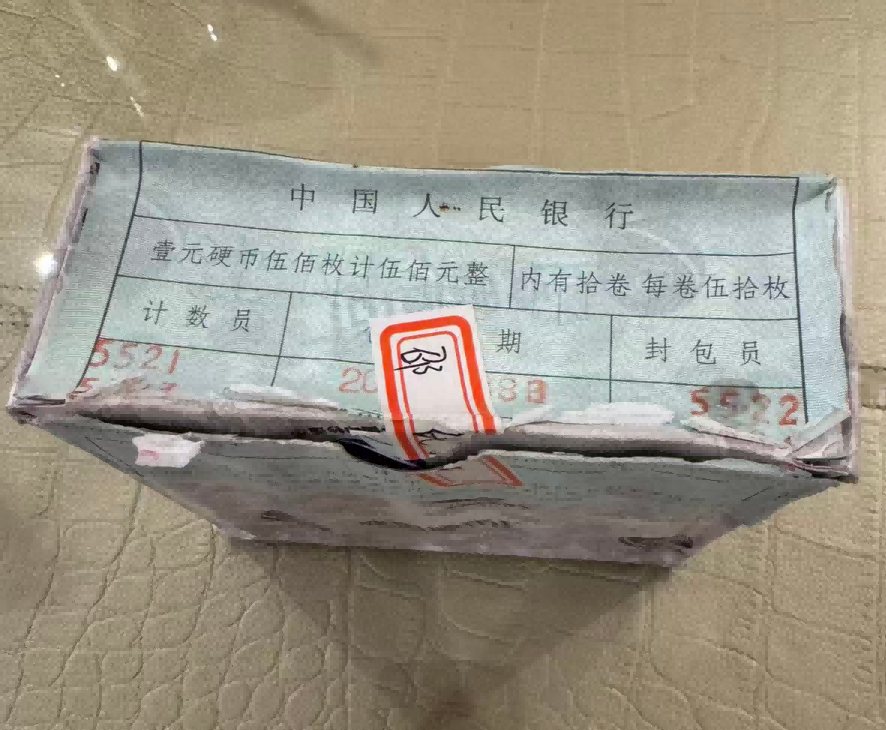 中国人民银行
壹元硬币伍佰枚计伍佰元整 内有拾卷 每卷伍拾枚
计数员 期 封包员
5521 5522